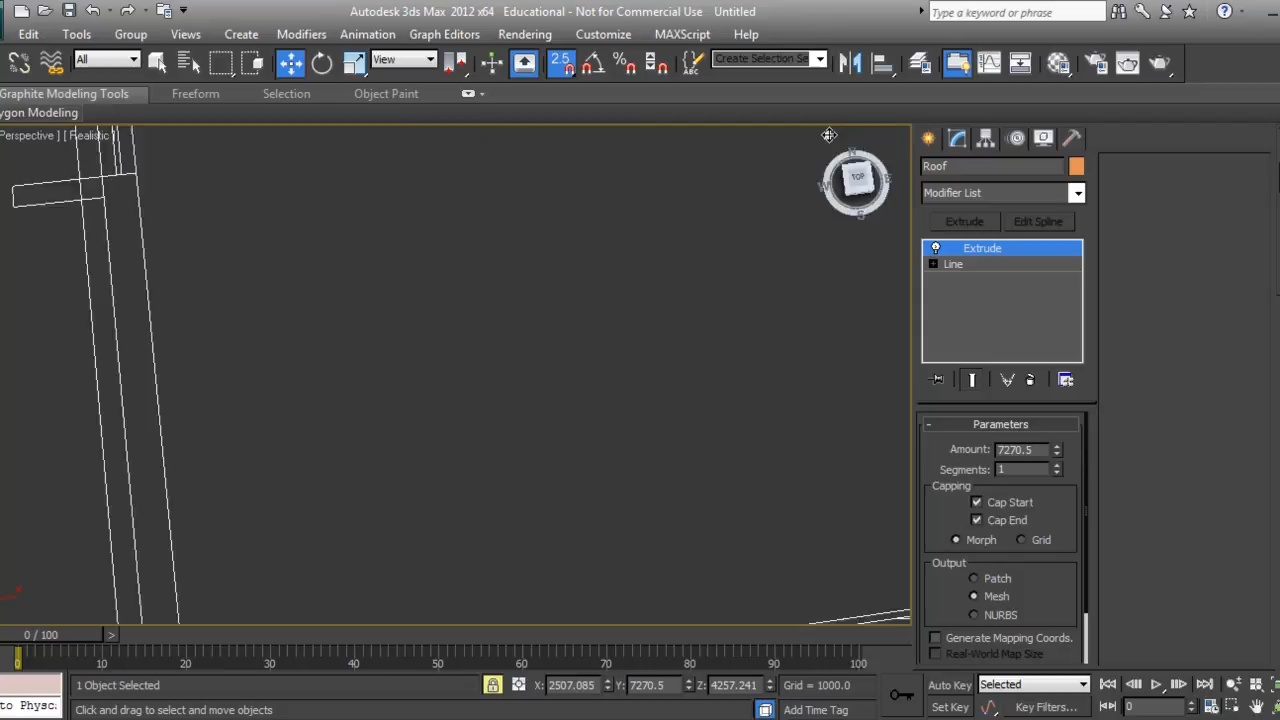 Autodesk 3ds Max 2012 x64 - Educational - Not for Commercial Use - Untitled
Type a keyword or phrase
Edit Tools Group Views Create Modifiers Animation Graph Editors Rendering Customize MAXScript Help
All View 2.5 Create Selection Se
Graphite Modeling Tools Freeform Selection Object Paint
ygon Modeling
Perspective ] [ Realistic
N
W TOP E
S
Roof
Modifier List
Extrude Edit Spline
Extrude
Line
Parameters
Amount: 7270.5
Segments: 1
Capping
Cap Start
Cap End
Morph Grid
Output
Patch
Mesh
NURBS
Generate Mapping Coords.
Real-World Map Size
x
0 / 100 >
0 10 20 30 40 50 60 70 80 90 100
1 Object Selected X: 2507.085 Y: 7270.5 Z: 4257.241 Grid = 1000.0 Auto Key Selected
to Physc. Click and drag to select and move objects Add Time Tag Set Key Key Filters... 0